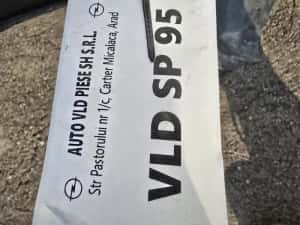 AUTO VLD PIESE SH S.R.L.
Str Pastorului nr 1/c, Cartier Micalaca, Arad
VLD SP 95